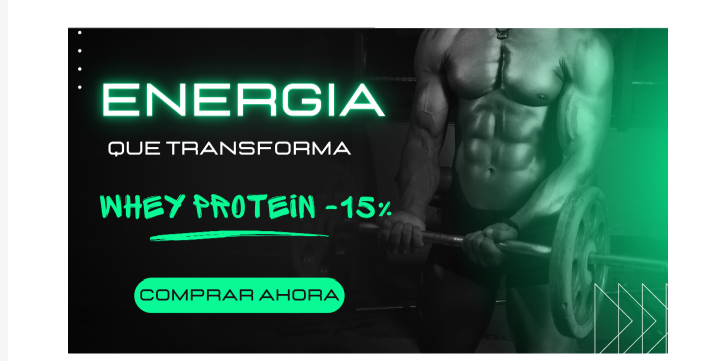 ENERGIA
QUE TRANSFORMA
WHEY PROTEIN -15%
COMPRAR AHORA